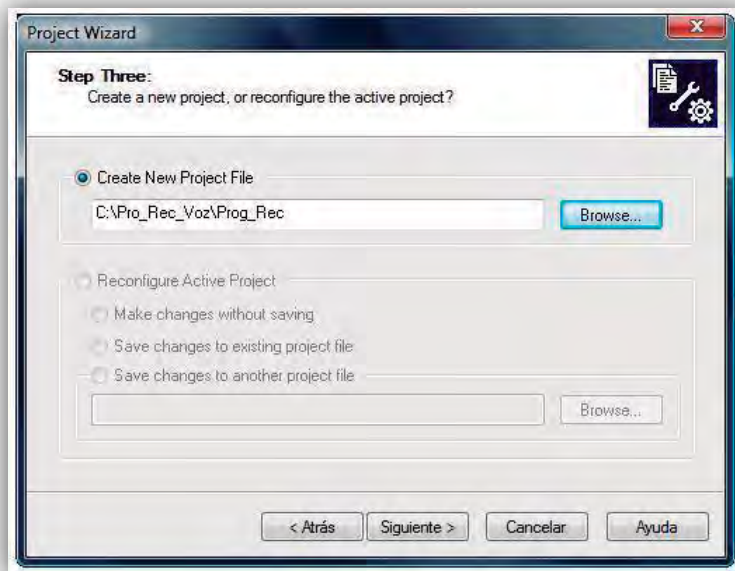 Project Wizard
Step Three:
Create a new project, or reconfigure the active project?
Create New Project File
C:\Pro_Rec_Voz\Prog_Rec
Browse...
Reconfigure Active Project
Make changes without saving
Save changes to existing project file
Save changes to another project file
Browse...
< Atrás
Siguiente >
Cancelar
Ayuda